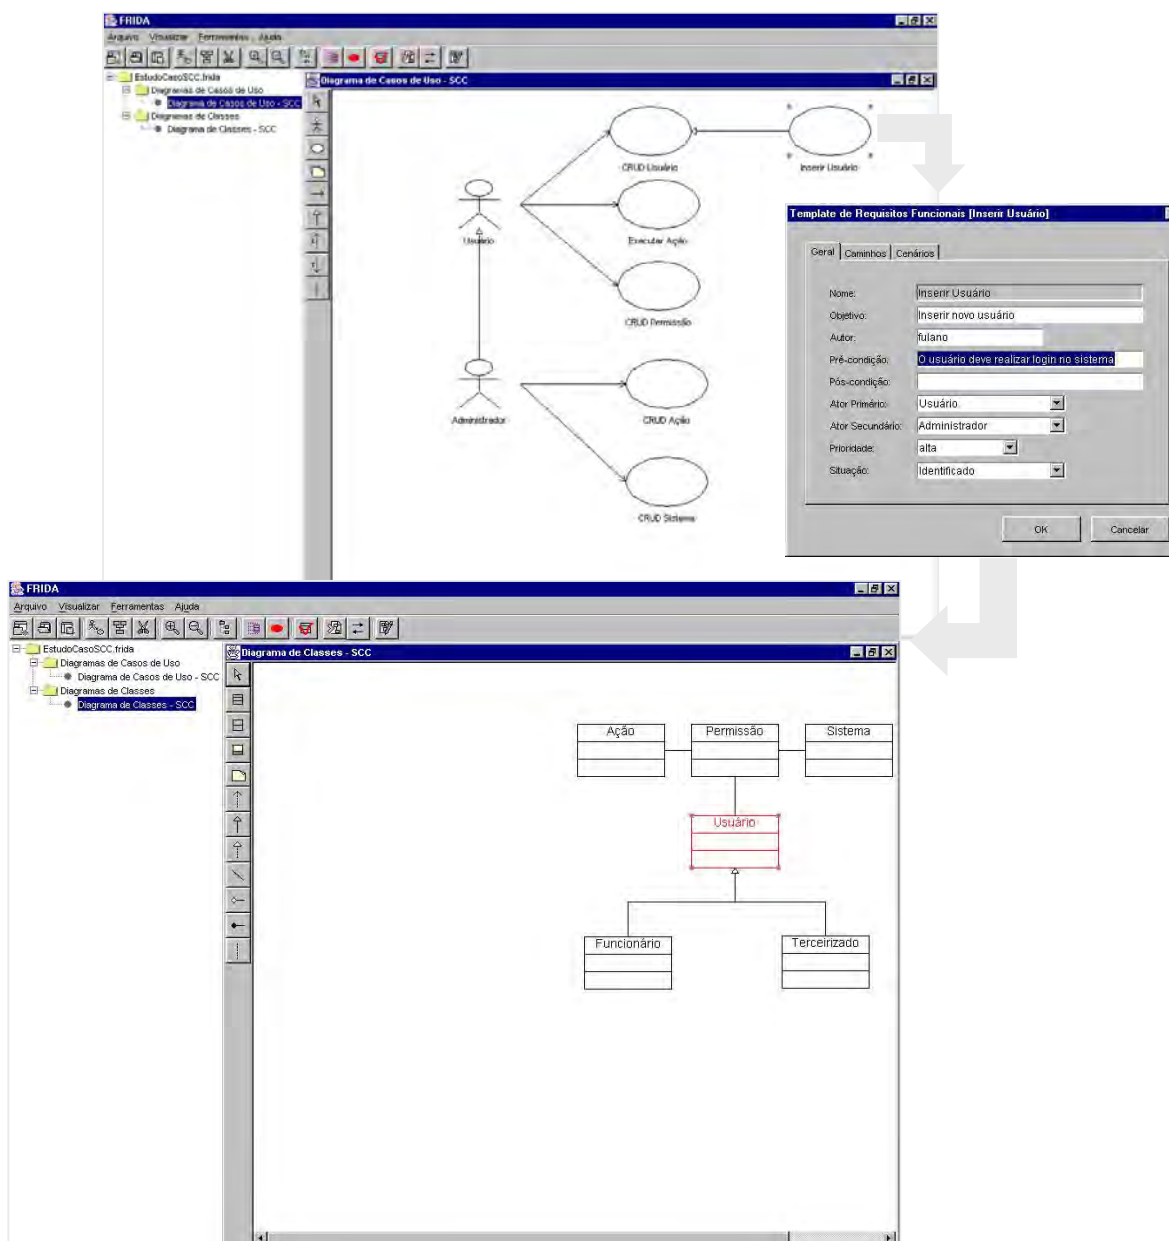 FRIDA
Arquivo Visualizar Ferramentas Ajuda
EstudoCasoSCC.frida
Diagramas de Casos de Uso
Diagrama de Casos de Uso - SCC
Diagramas de Classes
Diagrama de Classes - SCC
Diagrama de Casos de Uso - SCC
CRUD Usuário
Inserir Usuário
Usuário
Executar Ação
CRUD Permissão
Administrador
CRUD Ação
CRUD Sistema
Template de Requisitos Funcionais [Inserir Usuário]
Geral Caminhos Cenários
Nome: Inserir Usuário
Objetivo: Inserir novo usuário
Autor: fulano
Pré-condição: O usuário deve realizar login no sistema
Pós-condição:
Ator Primário: Usuário
Ator Secundário: Administrador
Prioridade: alta
Situação: Identificado
OK Cancelar
FRIDA
Arquivo Visualizar Ferramentas Ajuda
EstudoCasoSCC.frida
Diagramas de Casos de Uso
Diagrama de Casos de Uso - SCC
Diagramas de Classes
Diagrama de Classes - SCC
Diagrama de Classes - SCC
Ação Permissão Sistema
Usuário
Funcionário Terceirizado